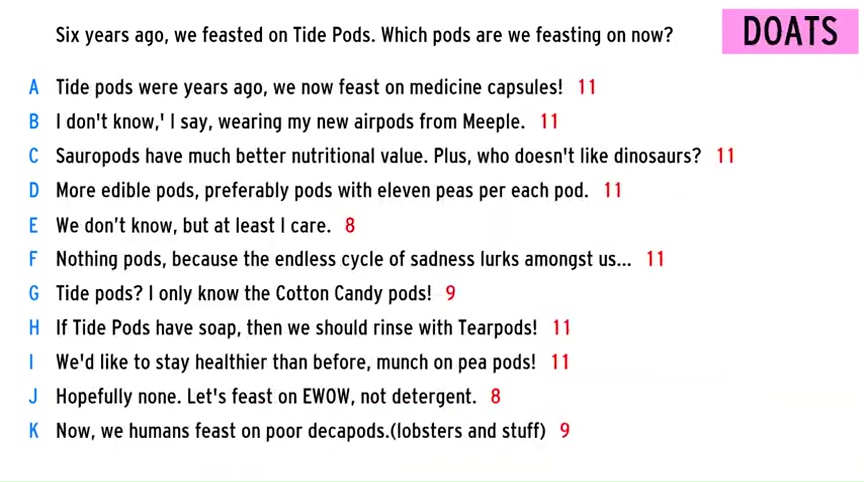 Six years ago, we feasted on Tide Pods. Which pods are we feasting on now?
DOATS
A Tide pods were years ago, we now feast on medicine capsules! 11
B I don't know,' I say, wearing my new airpods from Meeple. 11
C Sauropods have much better nutritional value. Plus, who doesn't like dinosaurs? 11
D More edible pods, preferably pods with eleven peas per each pod. 11
E We don’t know, but at least I care. 8
F Nothing pods, because the endless cycle of sadness lurks amongst us... 11
G Tide pods? I only know the Cotton Candy pods! 9
H If Tide Pods have soap, then we should rinse with Tearpods! 11
I We'd like to stay healthier than before, munch on pea pods! 11
J Hopefully none. Let's feast on EWOW, not detergent. 8
K Now, we humans feast on poor decapods.(lobsters and stuff) 9